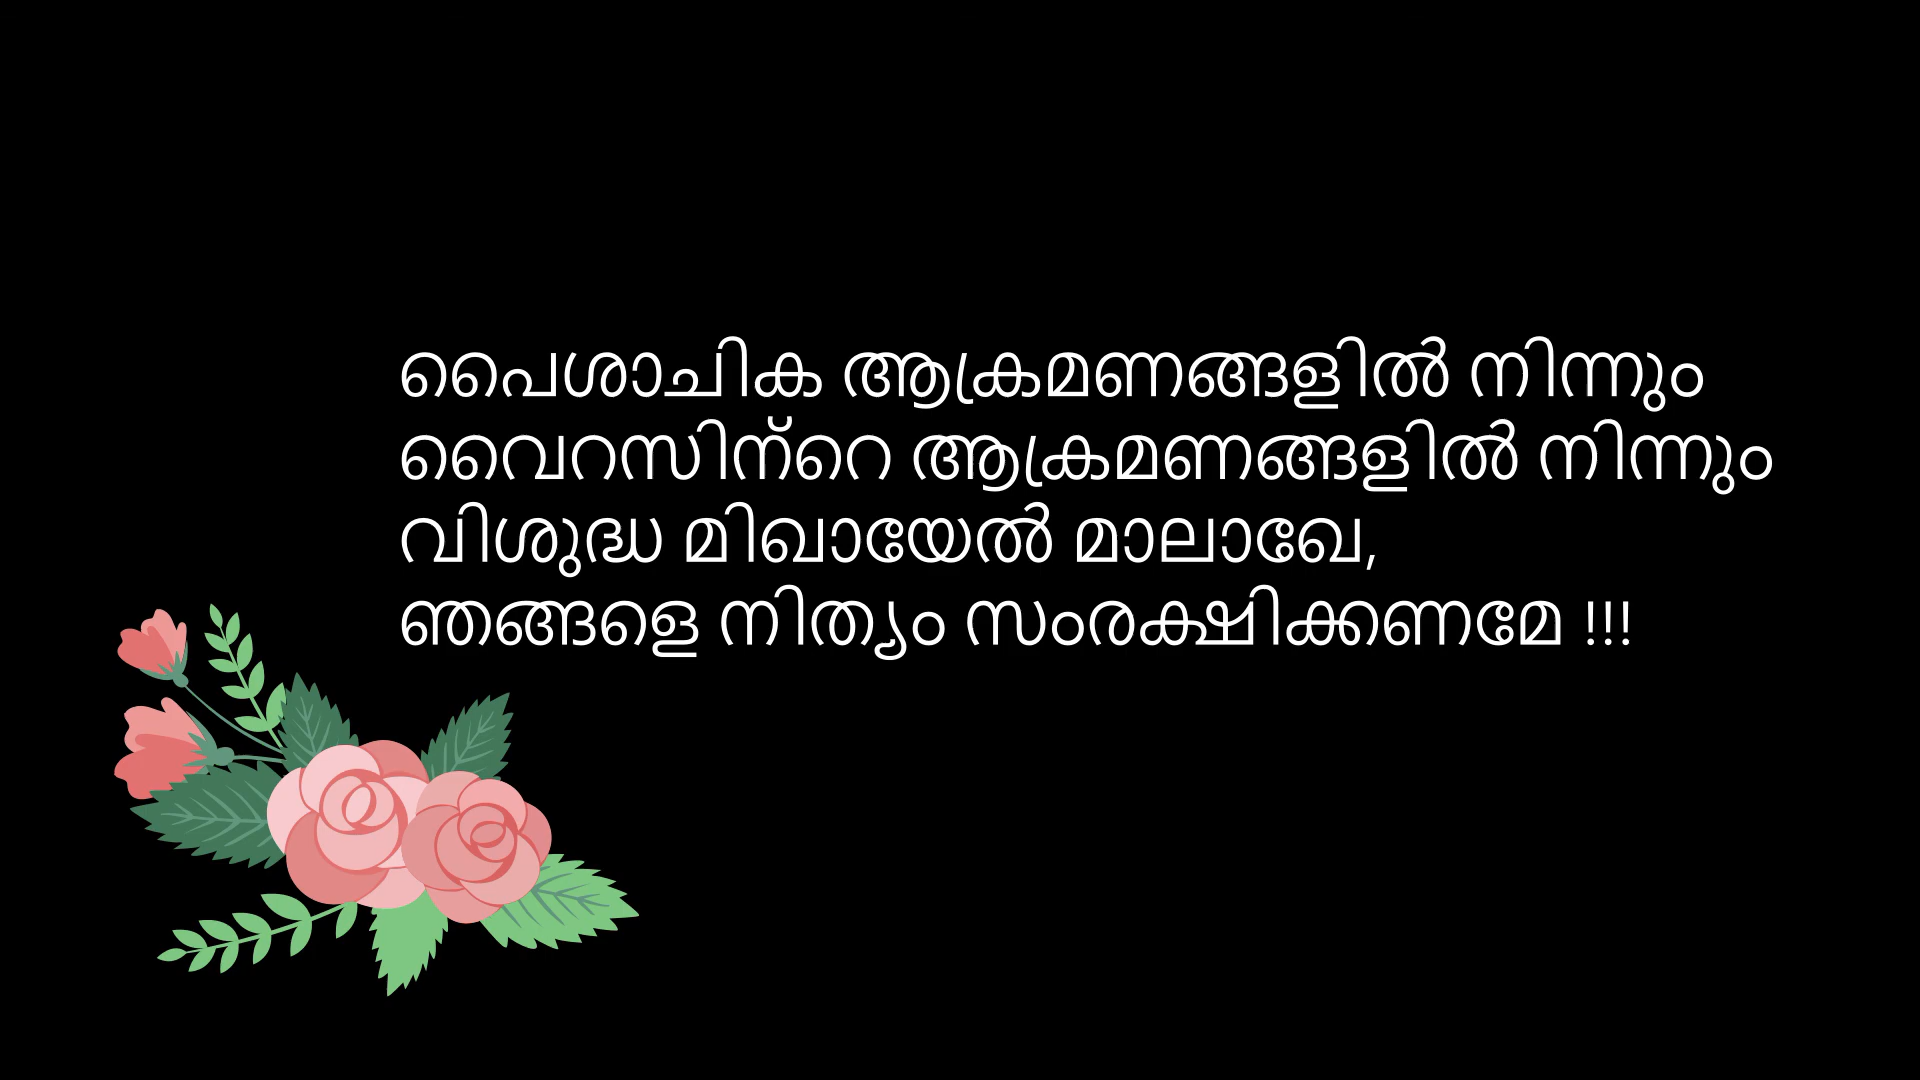 പൈശാചിക ആക്രമണങ്ങളിൽ നിന്നും
വൈറസിന്റെ ആക്രമണങ്ങളിൽ നിന്നും
വിശുദ്ധ മിഖായേൽ മാലാഖേ,
ഞങ്ങളെ നിത്യം സംരക്ഷിക്കണമേ !!!